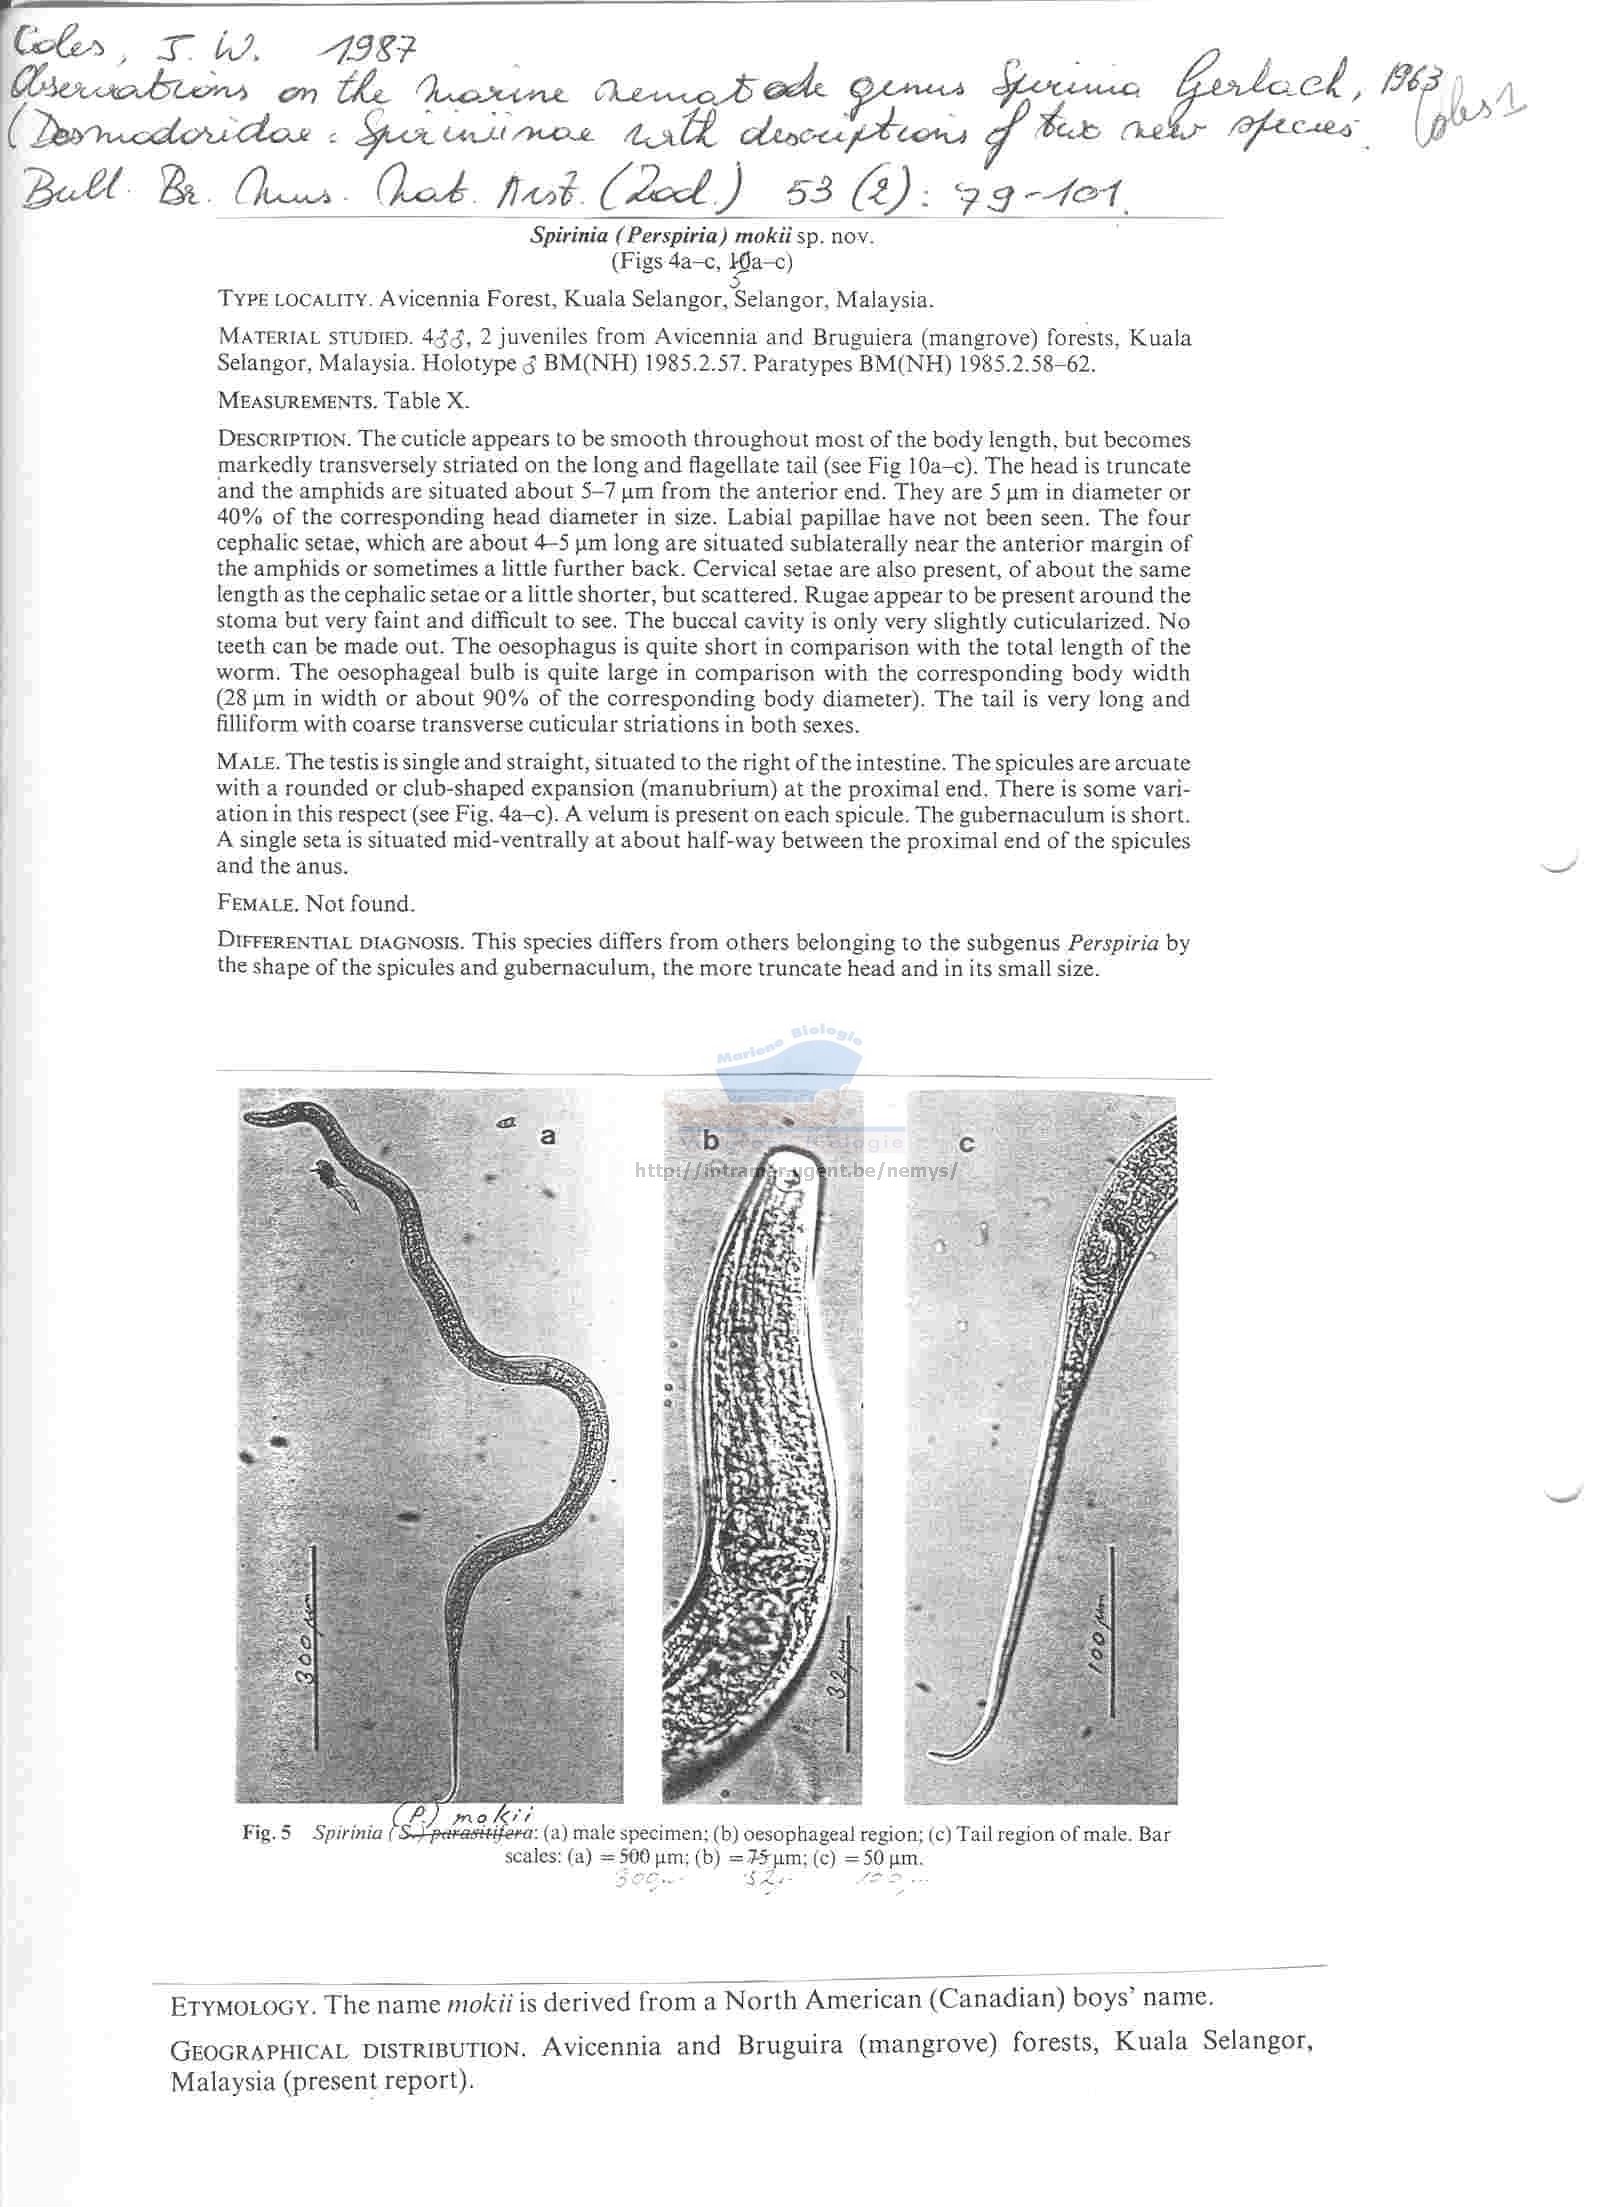 Coles, J. W. 1987
Observations on the marine nematode genus Spirinia Gerlach, 1963
(Desmodoridae : Spiriniinae with descriptions of two new species. Coles 1
Bull. Br. Mus. Nat. Hist. (Zool.) 53 (2): 79-101.
Spirinia (Perspiria) mokii sp. nov.
(Figs 4a–c, 10a–c)
5
TYPE LOCALITY. Avicennia Forest, Kuala Selangor, Selangor, Malaysia.
MATERIAL STUDIED. 4♂♂, 2 juveniles from Avicennia and Bruguiera (mangrove) forests, Kuala
Selangor, Malaysia. Holotype ♂ BM(NH) 1985.2.57. Paratypes BM(NH) 1985.2.58–62.
MEASUREMENTS. Table X.
DESCRIPTION. The cuticle appears to be smooth throughout most of the body length, but becomes
markedly transversely striated on the long and flagellate tail (see Fig 10a–c). The head is truncate
and the amphids are situated about 5–7 µm from the anterior end. They are 5 µm in diameter or
40% of the corresponding head diameter in size. Labial papillae have not been seen. The four
cephalic setae, which are about 4–5 µm long are situated sublaterally near the anterior margin of
the amphids or sometimes a little further back. Cervical setae are also present, of about the same
length as the cephalic setae or a little shorter, but scattered. Rugae appear to be present around the
stoma but very faint and difficult to see. The buccal cavity is only very slightly cuticularized. No
teeth can be made out. The oesophagus is quite short in comparison with the total length of the
worm. The oesophageal bulb is quite large in comparison with the corresponding body width
(28 µm in width or about 90% of the corresponding body diameter). The tail is very long and
filliform with coarse transverse cuticular striations in both sexes.
MALE. The testis is single and straight, situated to the right of the intestine. The spicules are arcuate
with a rounded or club-shaped expansion (manubrium) at the proximal end. There is some vari-
ation in this respect (see Fig. 4a–c). A velum is present on each spicule. The gubernaculum is short.
A single seta is situated mid-ventrally at about half-way between the proximal end of the spicules
and the anus.
FEMALE. Not found.
DIFFERENTIAL DIAGNOSIS. This species differs from others belonging to the subgenus Perspiria by
the shape of the spicules and gubernaculum, the more truncate head and in its small size.
Mariene Biologie
a b c
http://intramar.ugent.be/nemys/
300 µm
32 µm
100 µm
(P.) mokii
Fig. 5 Spirinia (S.) parasitifera: (a) male specimen; (b) oesophageal region; (c) Tail region of male. Bar
scales: (a) = 500 µm; (b) = 75 µm; (c) = 50 µm.
300 32 100
ETYMOLOGY. The name mokii is derived from a North American (Canadian) boys' name.
GEOGRAPHICAL DISTRIBUTION. Avicennia and Bruguira (mangrove) forests, Kuala Selangor,
Malaysia (present report).